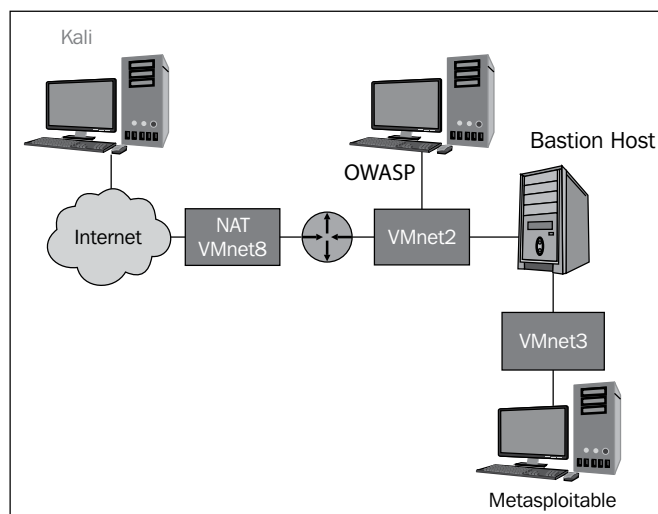 Kali
OWASP
Bastion Host
Internet
NAT
VMnet8
VMnet2
VMnet3
Metasploitable